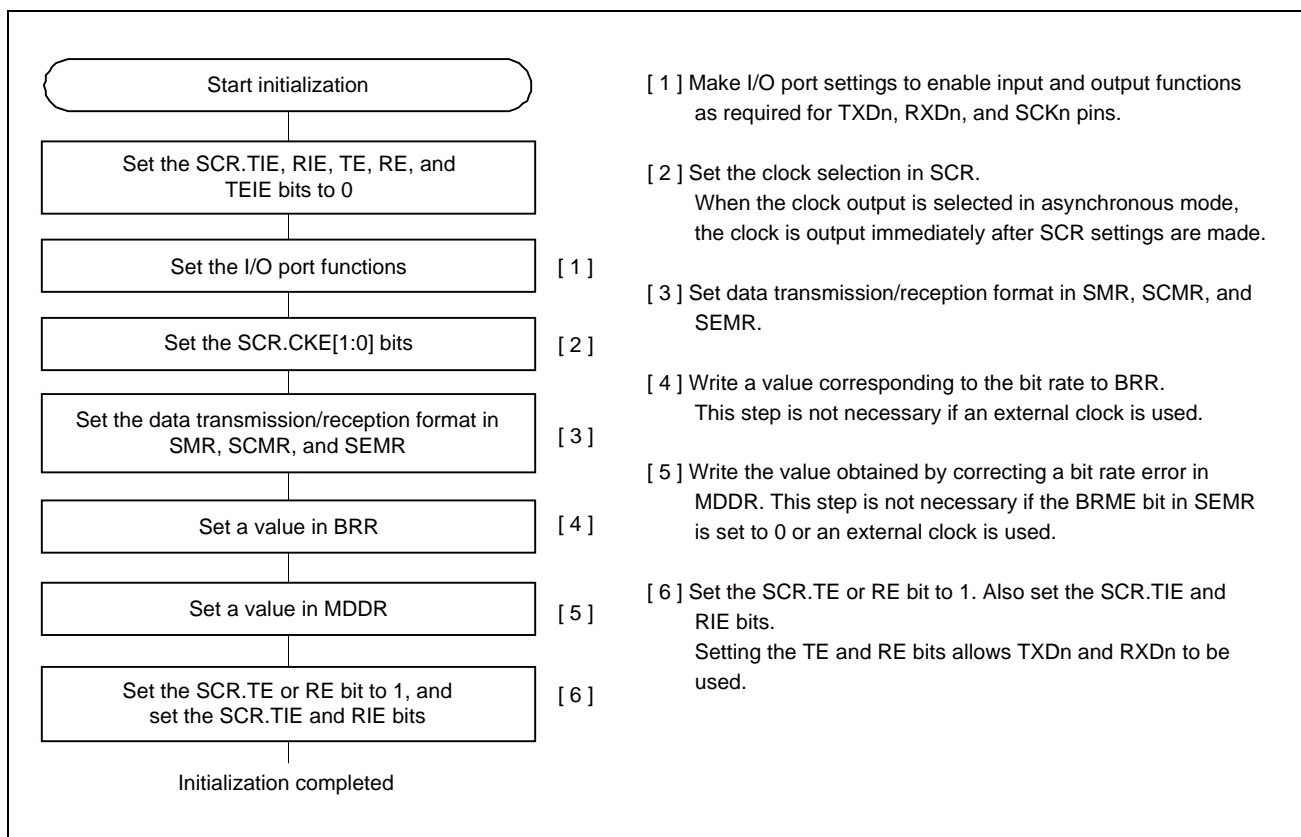 Start initialization
Set the SCR.TIE, RIE, TE, RE, and
TEIE bits to 0
Set the I/O port functions
[ 1 ]
Set the SCR.CKE[1:0] bits
[ 2 ]
Set the data transmission/reception format in
SMR, SCMR, and SEMR
[ 3 ]
Set a value in BRR
[ 4 ]
Set a value in MDDR
[ 5 ]
Set the SCR.TE or RE bit to 1, and
set the SCR.TIE and RIE bits
[ 6 ]
Initialization completed
[ 1 ] Make I/O port settings to enable input and output functions
as required for TXDn, RXDn, and SCKn pins.
[ 2 ] Set the clock selection in SCR.
When the clock output is selected in asynchronous mode,
the clock is output immediately after SCR settings are made.
[ 3 ] Set data transmission/reception format in SMR, SCMR, and
SEMR.
[ 4 ] Write a value corresponding to the bit rate to BRR.
This step is not necessary if an external clock is used.
[ 5 ] Write the value obtained by correcting a bit rate error in
MDDR. This step is not necessary if the BRME bit in SEMR
is set to 0 or an external clock is used.
[ 6 ] Set the SCR.TE or RE bit to 1. Also set the SCR.TIE and
RIE bits.
Setting the TE and RE bits allows TXDn and RXDn to be
used.